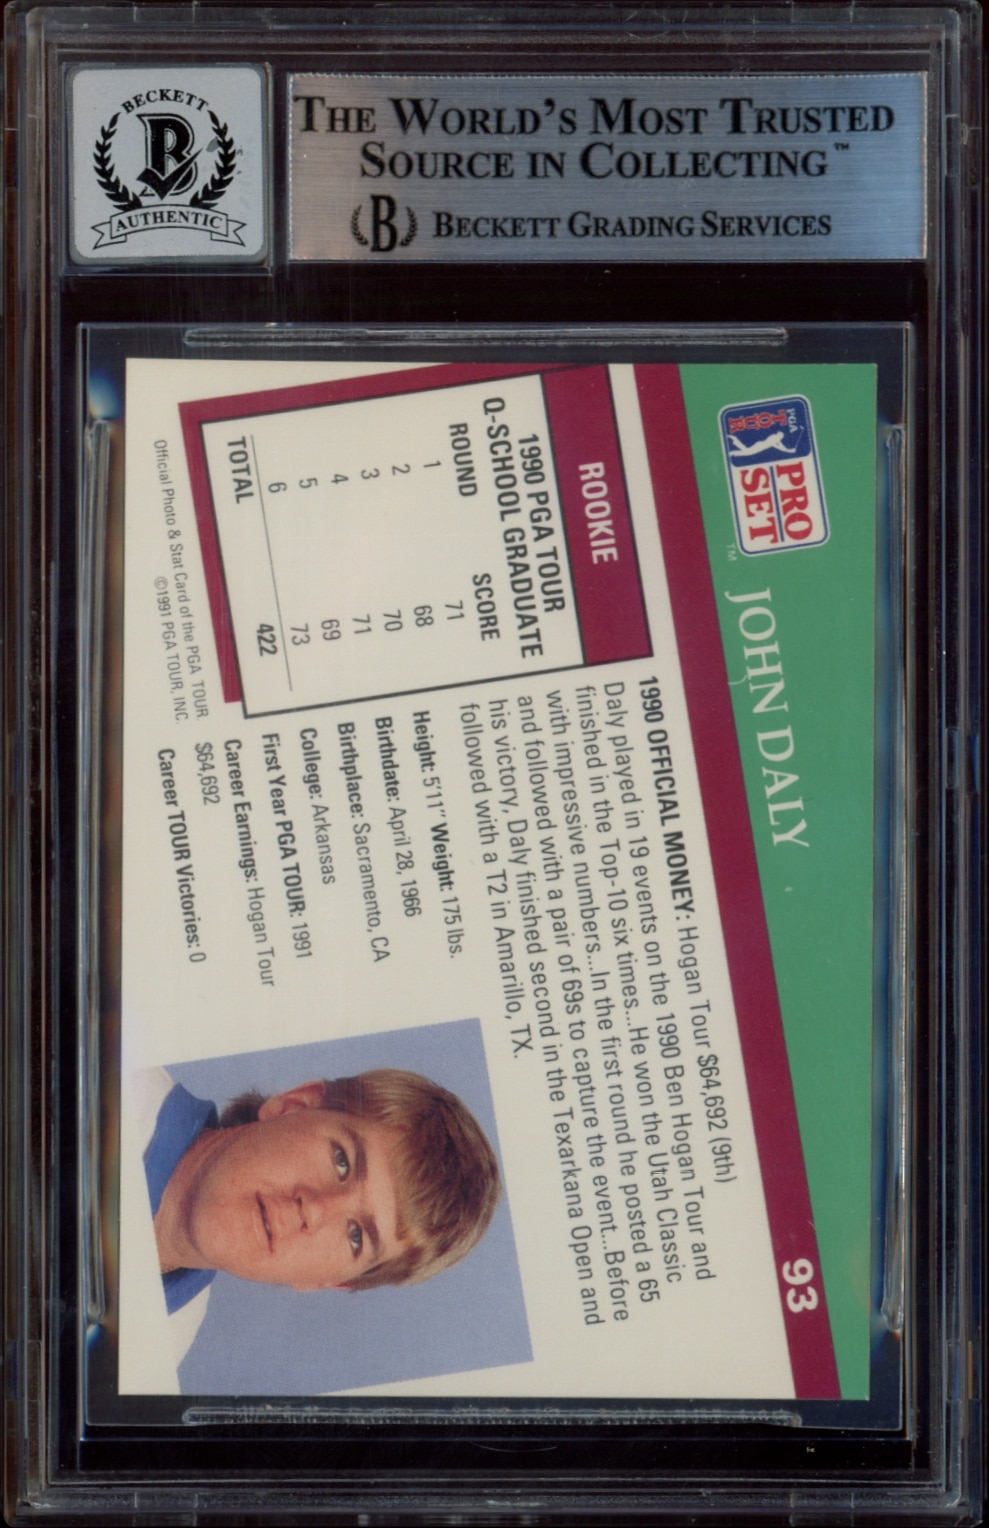 BECKETT
B
AUTHENTIC
THE WORLD'S MOST TRUSTED
SOURCE IN COLLECTING™
B BECKETT GRADING SERVICES
PGA
TOUR
PRO
SET
TM
JOHN DALY
93
ROOKIE
1990 PGA TOUR
Q-SCHOOL GRADUATE
ROUND SCORE
1 71
2 68
3 70
4 71
5 69
6 73
TOTAL 422
Official Photo & Stat Card of the PGA TOUR
©1991 PGA TOUR, INC.
1990 OFFICIAL MONEY: Hogan Tour $64,692 (9th)
Daly played in 19 events on the 1990 Ben Hogan Tour and
finished in the Top-10 six times...He won the Utah Classic
with impressive numbers...In the first round he posted a 65
and followed with a pair of 69s to capture the event...Before
his victory, Daly finished second in the Texarkana Open and
followed with a T2 in Amarillo, TX.
Height: 5'11" Weight: 175 lbs.
Birthdate: April 28, 1966
Birthplace: Sacramento, CA
College: Arkansas
First Year PGA TOUR: 1991
Career Earnings: Hogan Tour
$64,692
Career TOUR Victories: 0